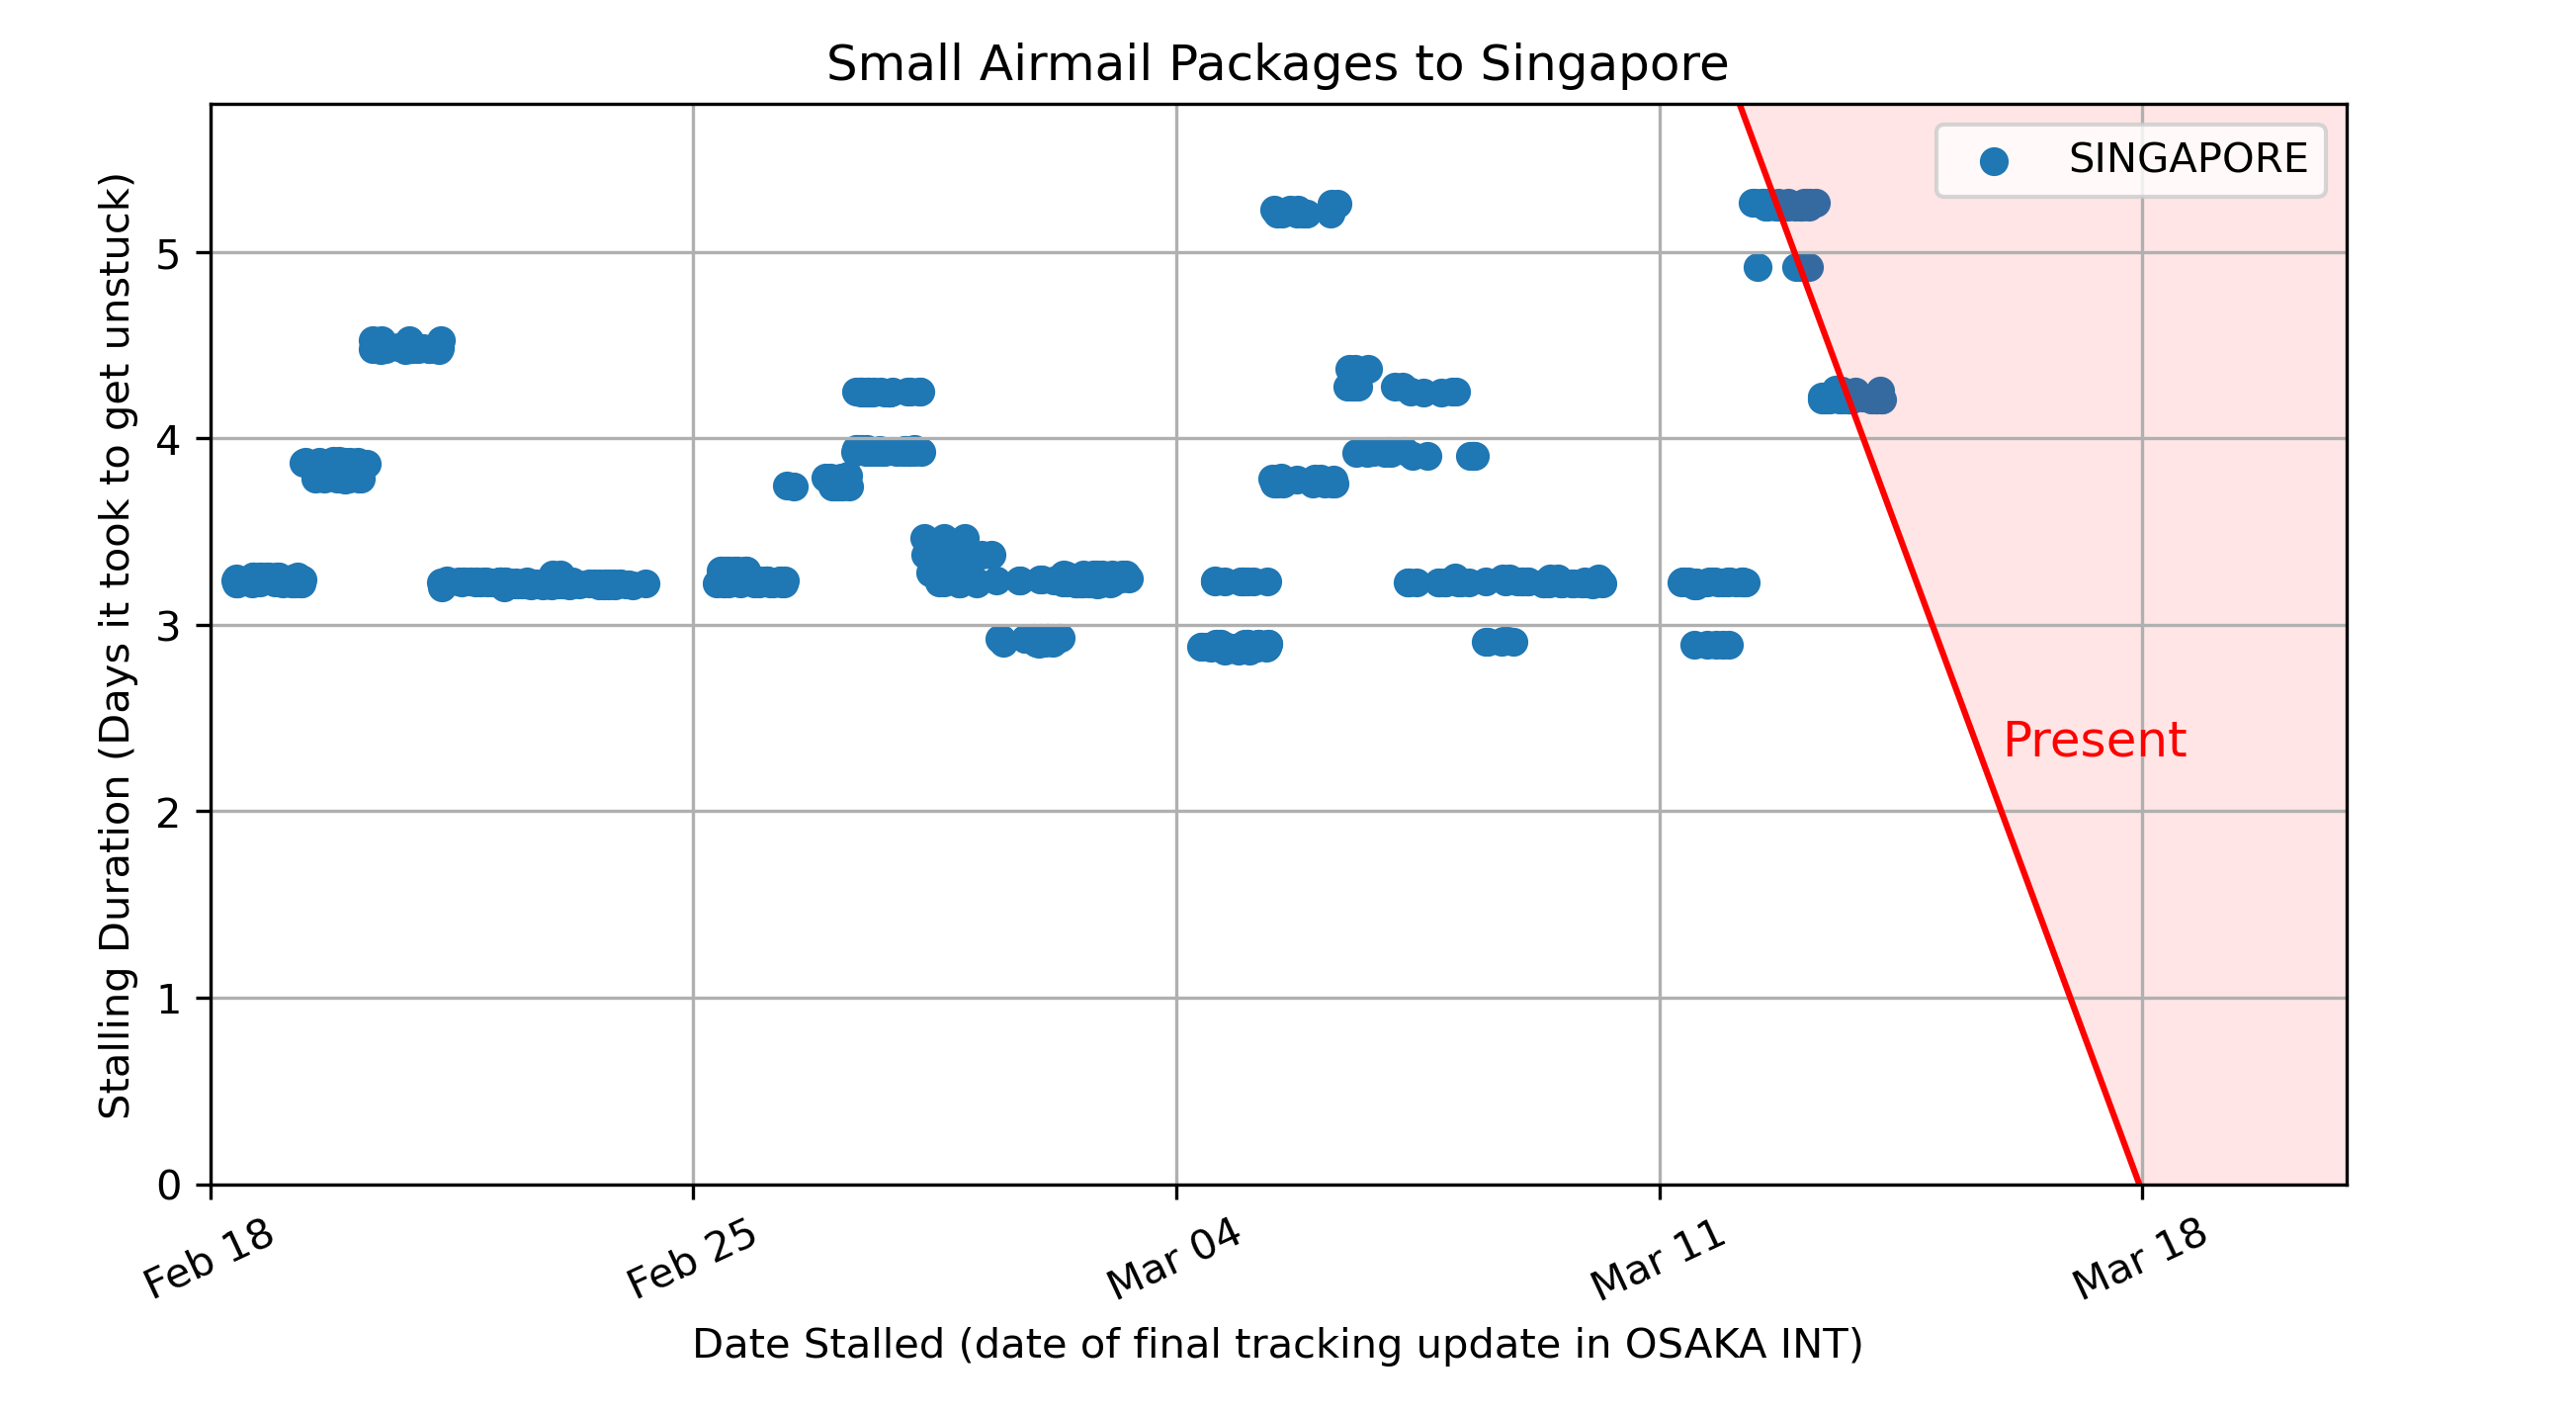 Small Airmail Packages to Singapore
SINGAPORE
Stalling Duration (Days it took to get unstuck)
5
4
3
2
1
0
Present
Feb 18
Feb 25
Mar 04
Mar 11
Mar 18
Date Stalled (date of final tracking update in OSAKA INT)